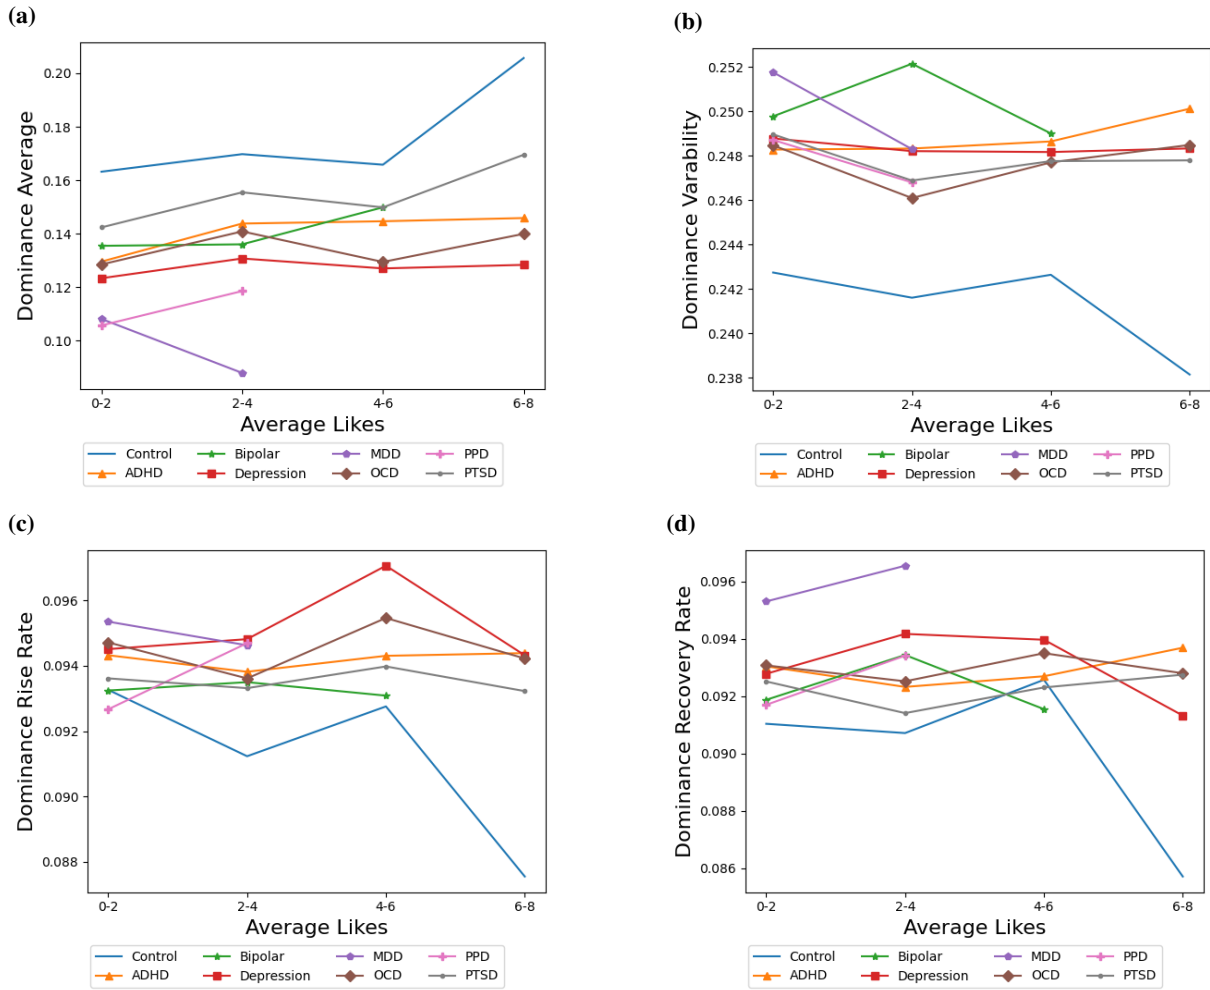 (a)
0.20
0.18
0.16
0.14
0.12
0.10
Dominance Average
0-2 2-4 4-6 6-8
Average Likes
Control Bipolar MDD PPD
ADHD Depression OCD PTSD
(b)
0.252
0.250
0.248
0.246
0.244
0.242
0.240
0.238
Dominance Varability
0-2 2-4 4-6 6-8
Average Likes
Control Bipolar MDD PPD
ADHD Depression OCD PTSD
(c)
0.096
0.094
0.092
0.090
0.088
Dominance Rise Rate
0-2 2-4 4-6 6-8
Average Likes
Control Bipolar MDD PPD
ADHD Depression OCD PTSD
(d)
0.096
0.094
0.092
0.090
0.088
0.086
Dominance Recovery Rate
0-2 2-4 4-6 6-8
Average Likes
Control Bipolar MDD PPD
ADHD Depression OCD PTSD